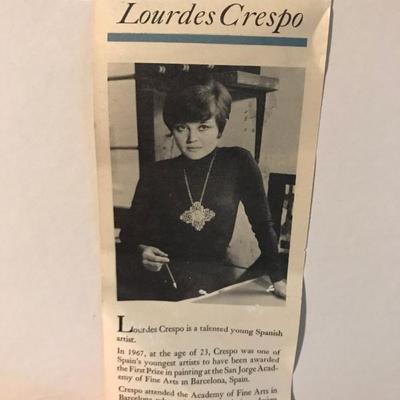 Lourdes Crespo
Lourdes Crespo is a talented young Spanish
artist.
In 1967, at the age of 23, Crespo was one of
Spain's youngest artists to have been awarded
the First Prize in painting at the San Jorge Acad-
emy of Fine Arts in Barcelona, Spain.
Crespo attended the Academy of Fine Arts in
Barcelona